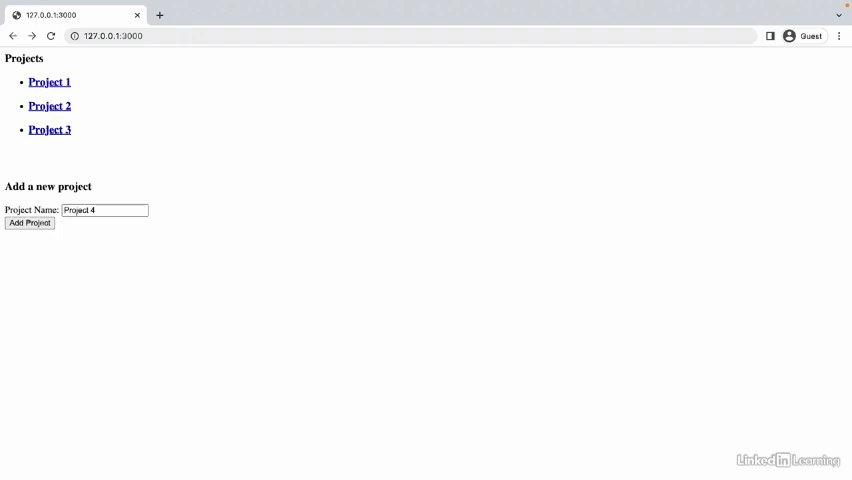 127.0.0.1:3000
127.0.0.1:3000
Guest
Projects
Project 1
Project 2
Project 3
Add a new project
Project Name: Project 4
Add Project
Linked in Learning